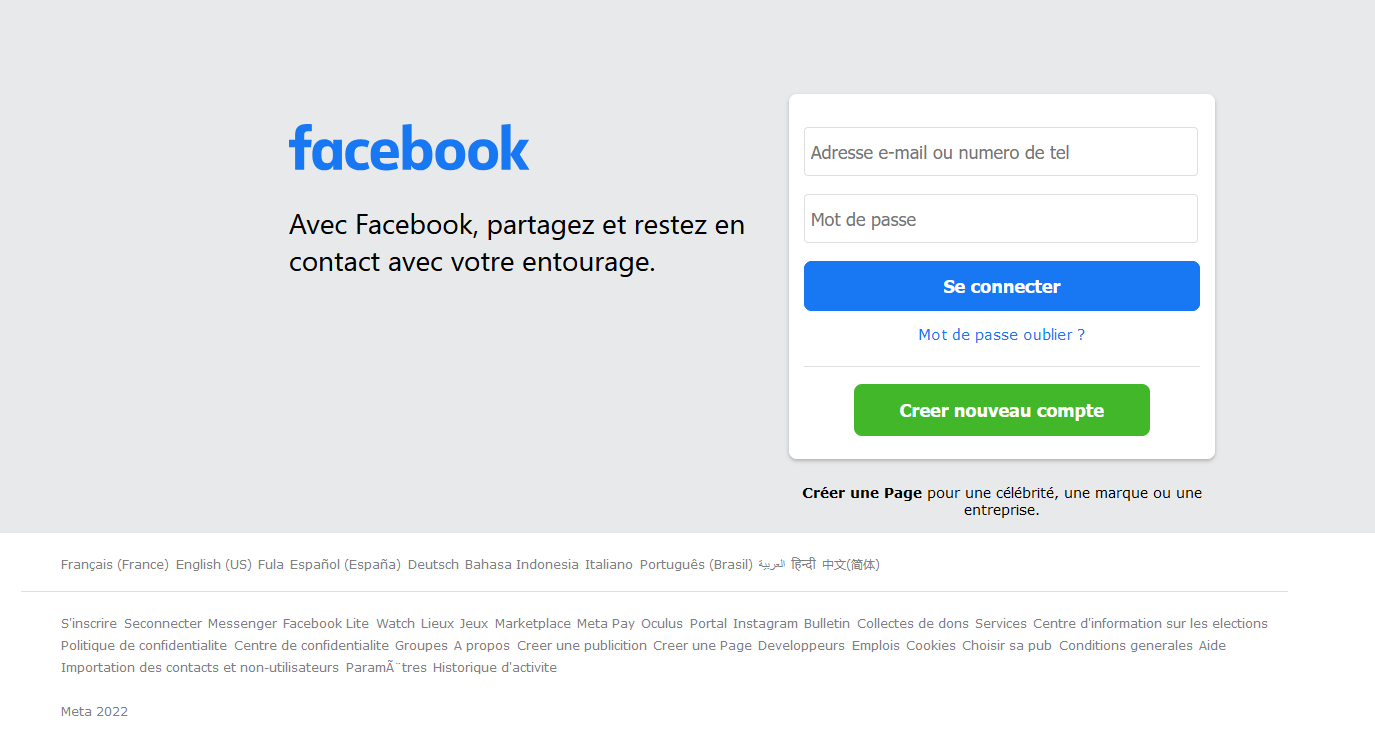 facebook
Avec Facebook, partagez et restez en
contact avec votre entourage.
Adresse e-mail ou numero de tel
Mot de passe
Se connecter
Mot de passe oublier ?
Creer nouveau compte
Créer une Page pour une célébrité, une marque ou une
entreprise.
Français (France) English (US) Fula Español (España) Deutsch Bahasa Indonesia Italiano Português (Brasil) العربية हिन्दी 中文(简体)
S'inscrire Seconnecter Messenger Facebook Lite Watch Lieux Jeux Marketplace Meta Pay Oculus Portal Instagram Bulletin Collectes de dons Services Centre d'information sur les elections
Politique de confidentialite Centre de confidentialite Groupes A propos Creer une publicition Creer une Page Developpeurs Emplois Cookies Choisir sa pub Conditions generales Aide
Importation des contacts et non-utilisateurs ParamÃ¨tres Historique d'activite
Meta 2022